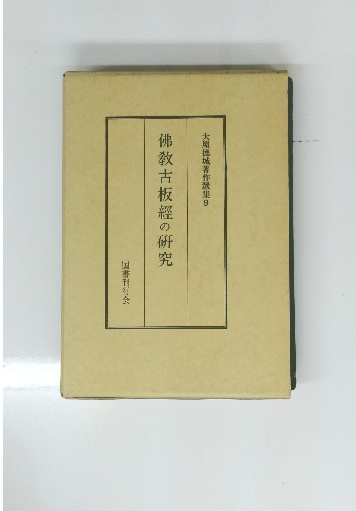 大屋徳城著作選集9
佛教古板經の研究
国書刊行会